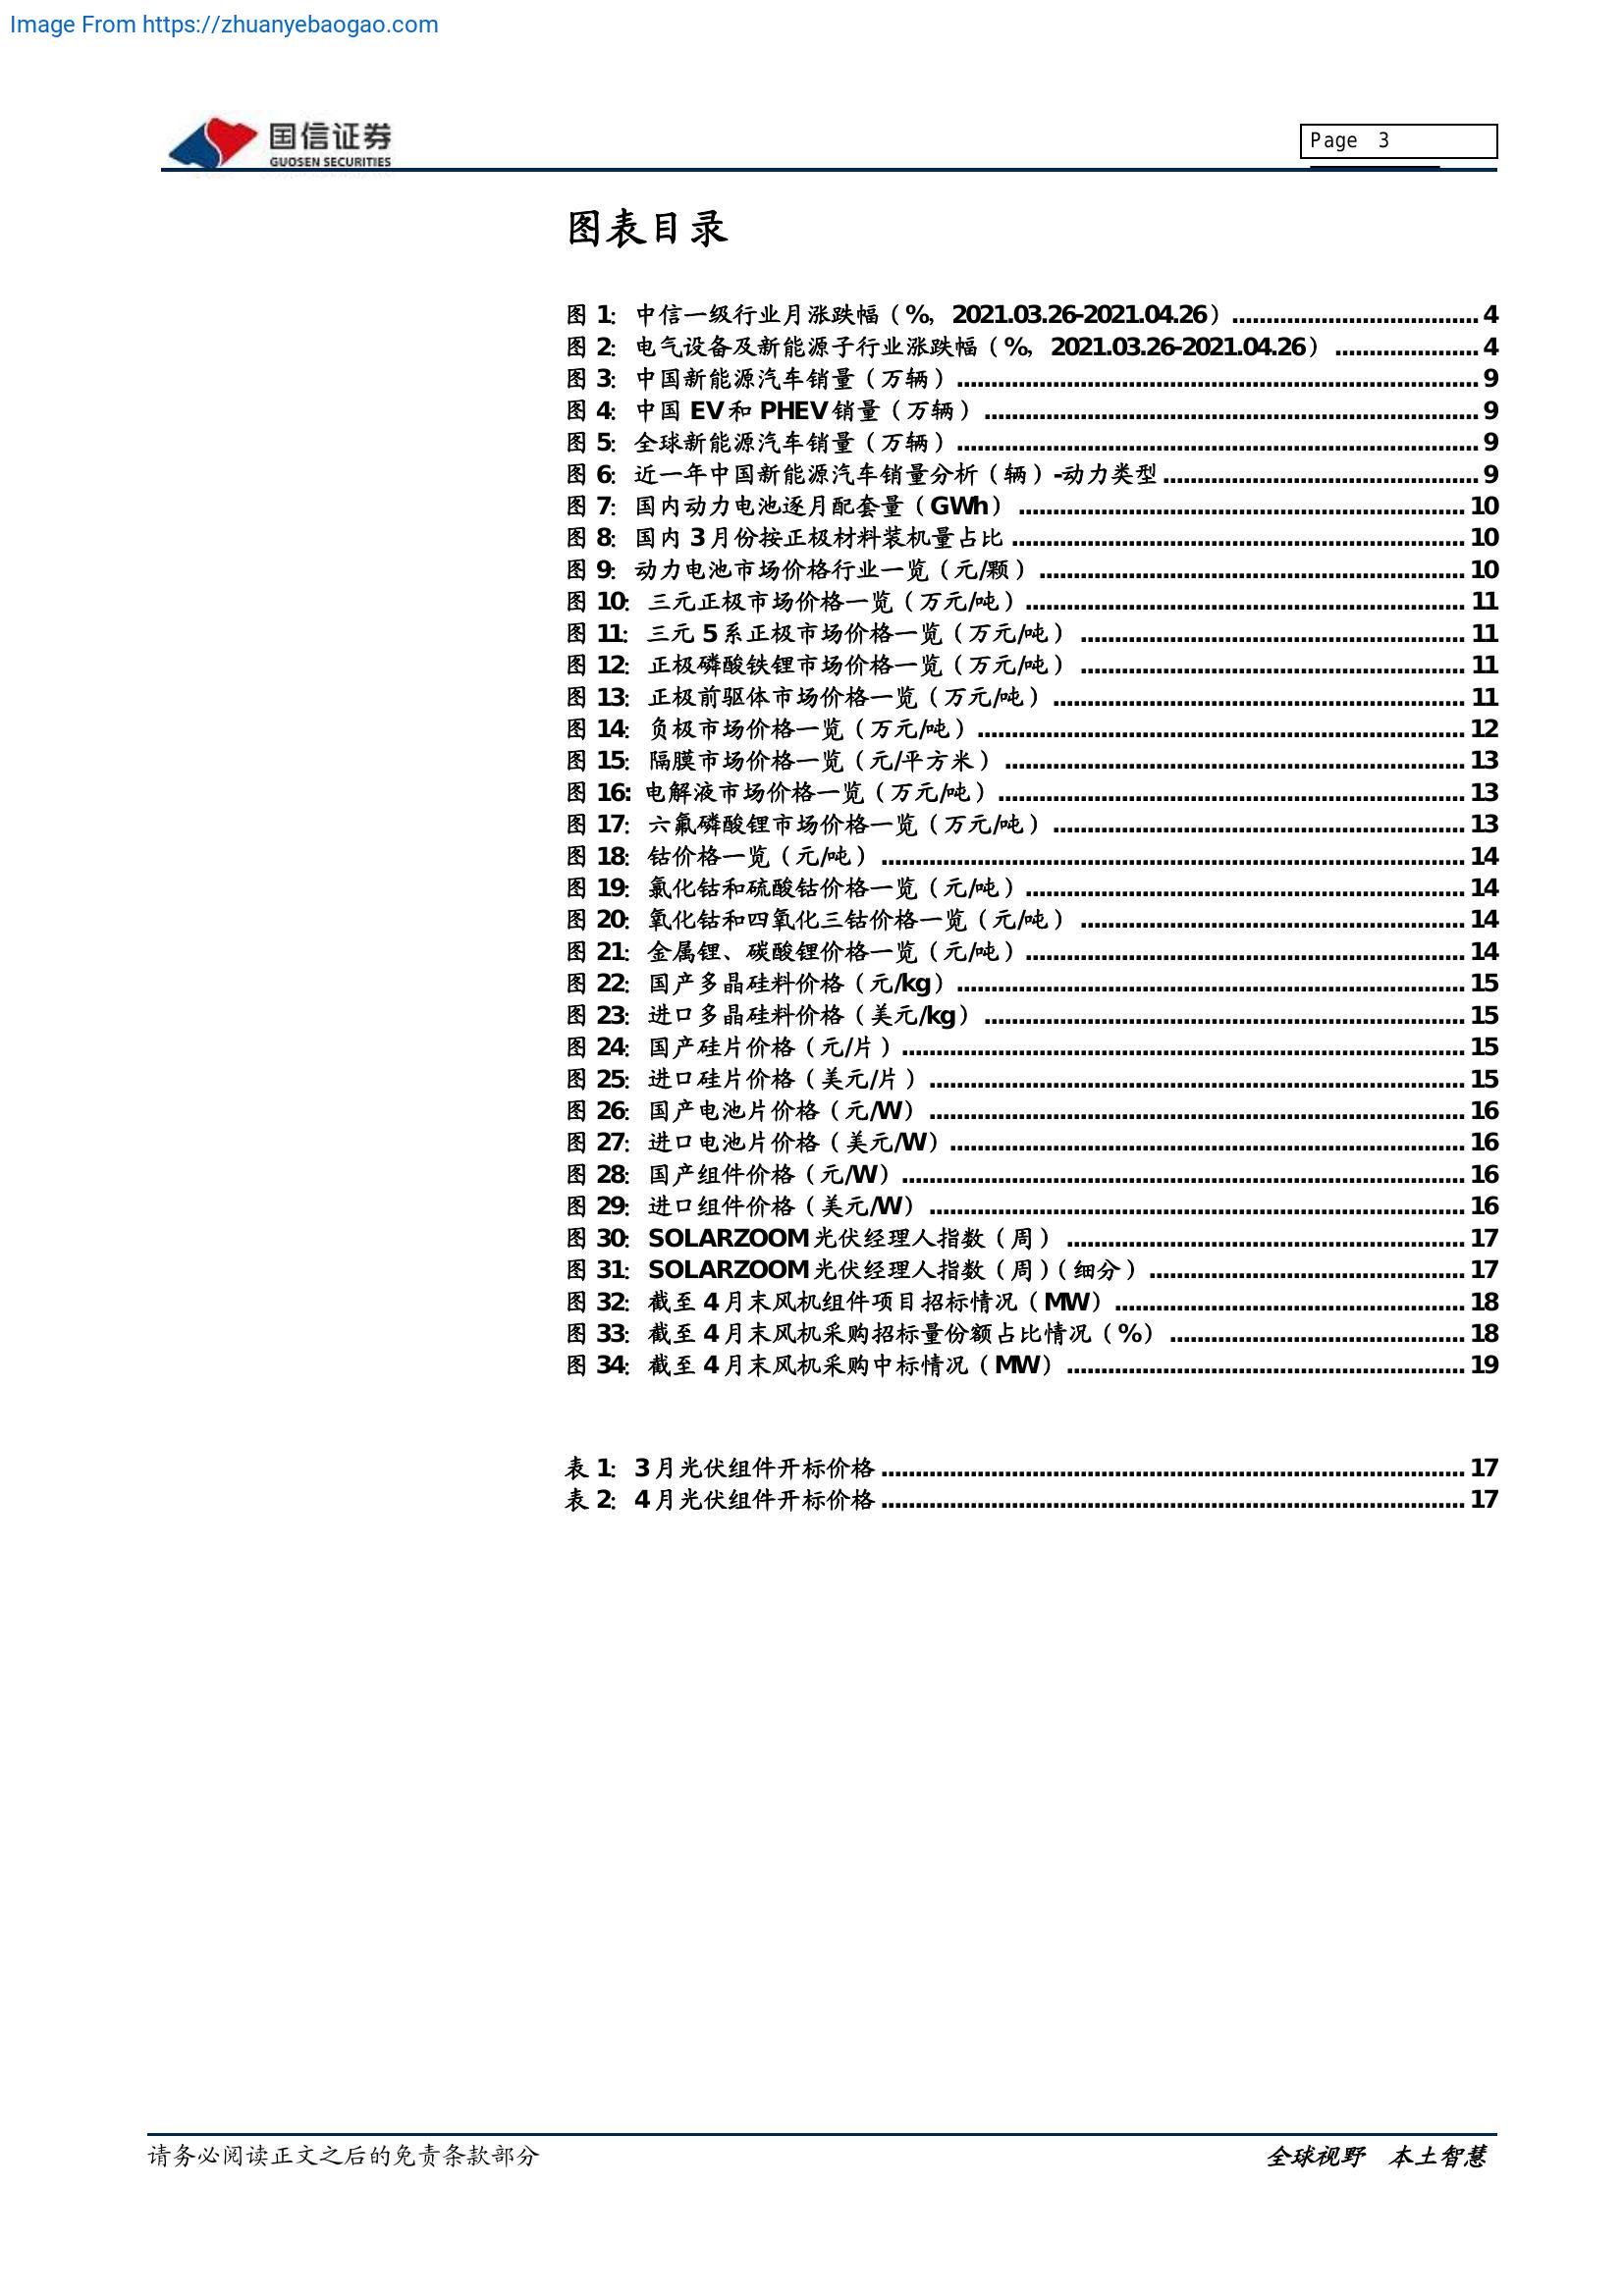 Image From https://zhuanyebaogao.com
国信证券
GUOSEN SECURITIES
Page 3
图表目录
图 1：中信一级行业月涨跌幅（%，2021.03.26-2021.04.26）.................................... 4
图 2：电气设备及新能源子行业涨跌幅（%，2021.03.26-2021.04.26）..................... 4
图 3：中国新能源汽车销量（万辆）............................................................................ 9
图 4：中国 EV 和 PHEV 销量（万辆）........................................................................ 9
图 5：全球新能源汽车销量（万辆）............................................................................ 9
图 6：近一年中国新能源汽车销量分析（辆）-动力类型.............................................. 9
图 7：国内动力电池逐月配套量（GWh）................................................................. 10
图 8：国内 3 月份按正极材料装机量占比.................................................................. 10
图 9：动力电池市场价格行业一览（元/颗）.............................................................. 10
图 10：三元正极市场价格一览（万元/吨）................................................................ 11
图 11：三元 5 系正极市场价格一览（万元/吨）........................................................ 11
图 12：正极磷酸铁锂市场价格一览（万元/吨）........................................................ 11
图 13：正极前驱体市场价格一览（万元/吨）............................................................ 11
图 14：负极市场价格一览（万元/吨）....................................................................... 12
图 15：隔膜市场价格一览（元/平方米）................................................................... 13
图 16: 电解液市场价格一览（万元/吨）.................................................................... 13
图 17：六氟磷酸锂市场价格一览（万元/吨）............................................................ 13
图 18：钴价格一览（元/吨）..................................................................................... 14
图 19：氯化钴和硫酸钴价格一览（元/吨）................................................................ 14
图 20：氧化钴和四氧化三钴价格一览（元/吨）........................................................ 14
图 21：金属锂、碳酸锂价格一览（元/吨）................................................................ 14
图 22：国产多晶硅料价格（元/kg）.......................................................................... 15
图 23：进口多晶硅料价格（美元/kg）...................................................................... 15
图 24：国产硅片价格（元/片）.................................................................................. 15
图 25：进口硅片价格（美元/片）.............................................................................. 15
图 26：国产电池片价格（元/W）.............................................................................. 16
图 27：进口电池片价格（美元/W）........................................................................... 16
图 28：国产组件价格（元/W）.................................................................................. 16
图 29：进口组件价格（美元/W）.............................................................................. 16
图 30：SOLARZOOM 光伏经理人指数（周）.......................................................... 17
图 31：SOLARZOOM 光伏经理人指数（周）（细分）.............................................. 17
图 32：截至 4 月末风机组件项目招标情况（MW）................................................... 18
图 33：截至 4 月末风机采购招标量份额占比情况（%）........................................... 18
图 34：截至 4 月末风机采购中标情况（MW）.......................................................... 19
表 1：3 月光伏组件开标价格..................................................................................... 17
表 2：4 月光伏组件开标价格..................................................................................... 17
请务必阅读正文之后的免责条款部分
全球视野 本土智慧